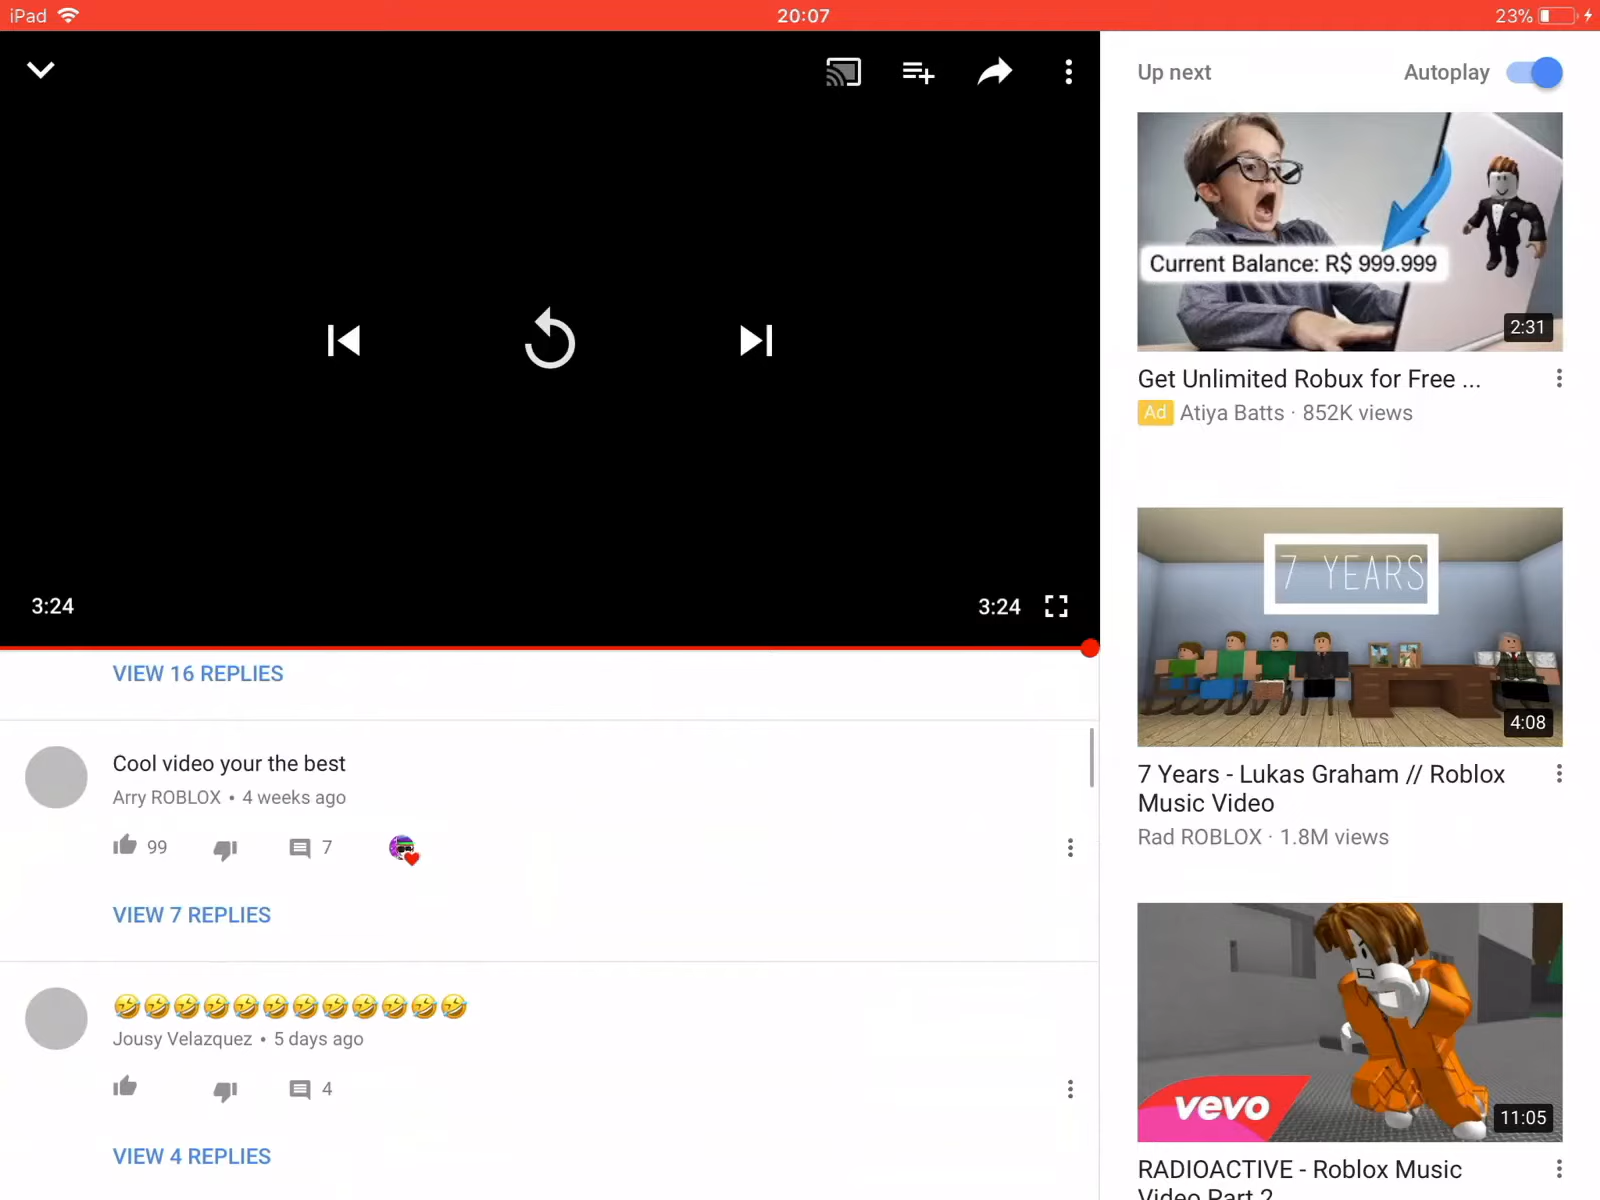 iPad
20:07
23%
3:24
3:24
VIEW 16 REPLIES
Cool video your the best
Arry ROBLOX • 4 weeks ago
99
7
VIEW 7 REPLIES
🤣🤣🤣🤣🤣🤣🤣🤣🤣🤣🤣🤣
Jousy Velazquez • 5 days ago
4
VIEW 4 REPLIES
Up next
Autoplay
Current Balance: R$ 999.999
2:31
Get Unlimited Robux for Free ...
Ad Atiya Batts · 852K views
7 YEARS
4:08
7 Years - Lukas Graham // Roblox
Music Video
Rad ROBLOX · 1.8M views
vevo
11:05
RADIOACTIVE - Roblox Music
Video Part 2